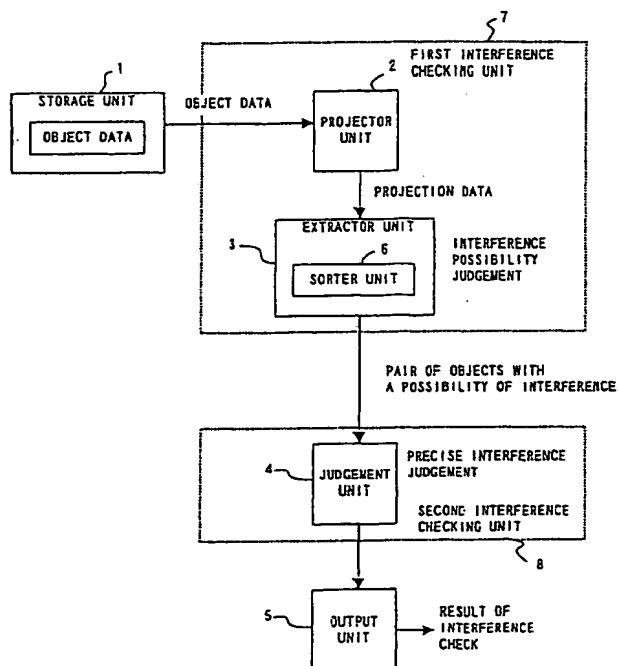 7
FIRST INTERFERENCE
CHECKING UNIT
1
STORAGE UNIT
OBJECT DATA
OBJECT DATA
2
PROJECTOR
UNIT
PROJECTION DATA
3
EXTRACTOR UNIT
6
SORTER UNIT
INTERFERENCE
POSSIBILITY
JUDGEMENT
PAIR OF OBJECTS WITH
A POSSIBILITY OF INTERFERENCE
4
JUDGEMENT
UNIT
PRECISE INTERFERENCE
JUDGEMENT
SECOND INTERFERENCE
CHECKING UNIT
8
5
OUTPUT
UNIT
RESULT OF
INTERFERENCE
CHECK